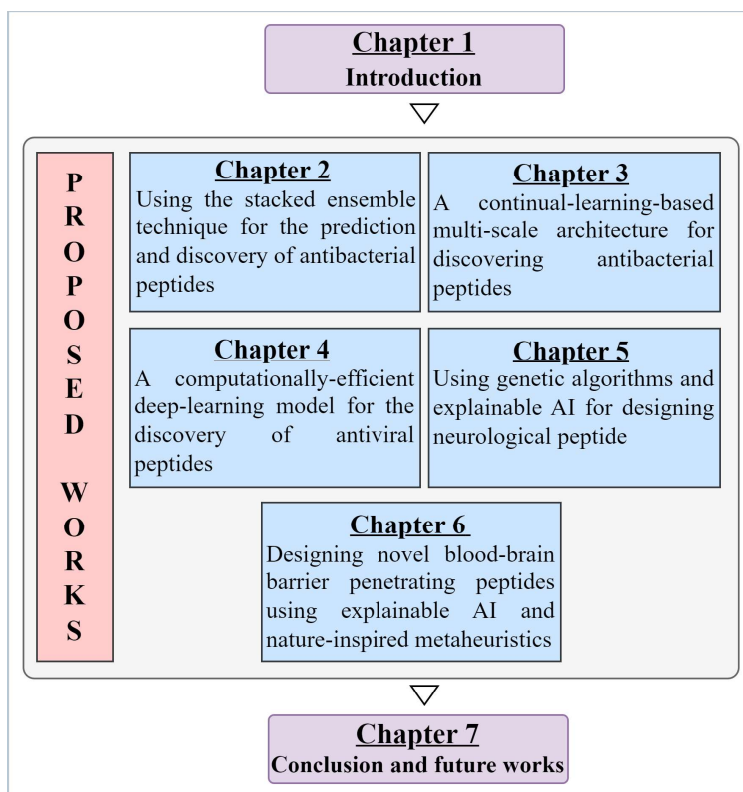 Chapter 1
Introduction
PROPOSED WORKS
Chapter 2
Using the stacked ensemble
technique for the prediction
and discovery of antibacterial
peptides
Chapter 3
A continual-learning-based
multi-scale architecture for
discovering antibacterial
peptides
Chapter 4
A computationally-efficient
deep-learning model for the
discovery of antiviral
peptides
Chapter 5
Using genetic algorithms and
explainable AI for designing
neurological peptide
Chapter 6
Designing novel blood-brain
barrier penetrating peptides
using explainable AI and
nature-inspired metaheuristics
Chapter 7
Conclusion and future works